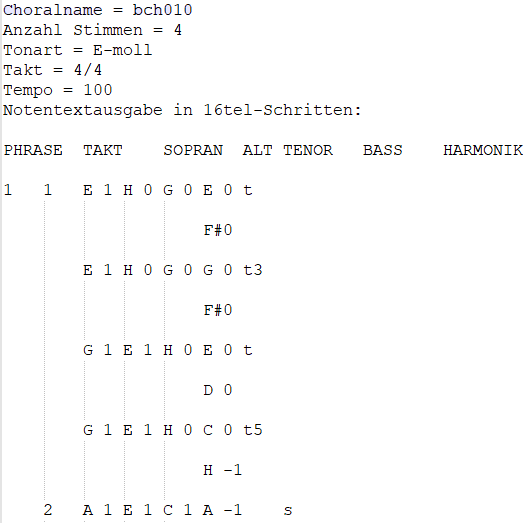 Choralname = bch010
Anzahl Stimmen = 4
Tonart = E-moll
Takt = 4/4
Tempo = 100
Notentextausgabe in 16tel-Schritten:
PHRASE TAKT SOPRAN ALT TENOR BASS HARMONIK
1 1 E 1 H 0 G 0 E 0 t
F#0
E 1 H 0 G 0 G 0 t3
F#0
G 1 E 1 H 0 E 0 t
D 0
G 1 E 1 H 0 C 0 t5
H -1
2 A 1 E 1 C 1 A -1 s